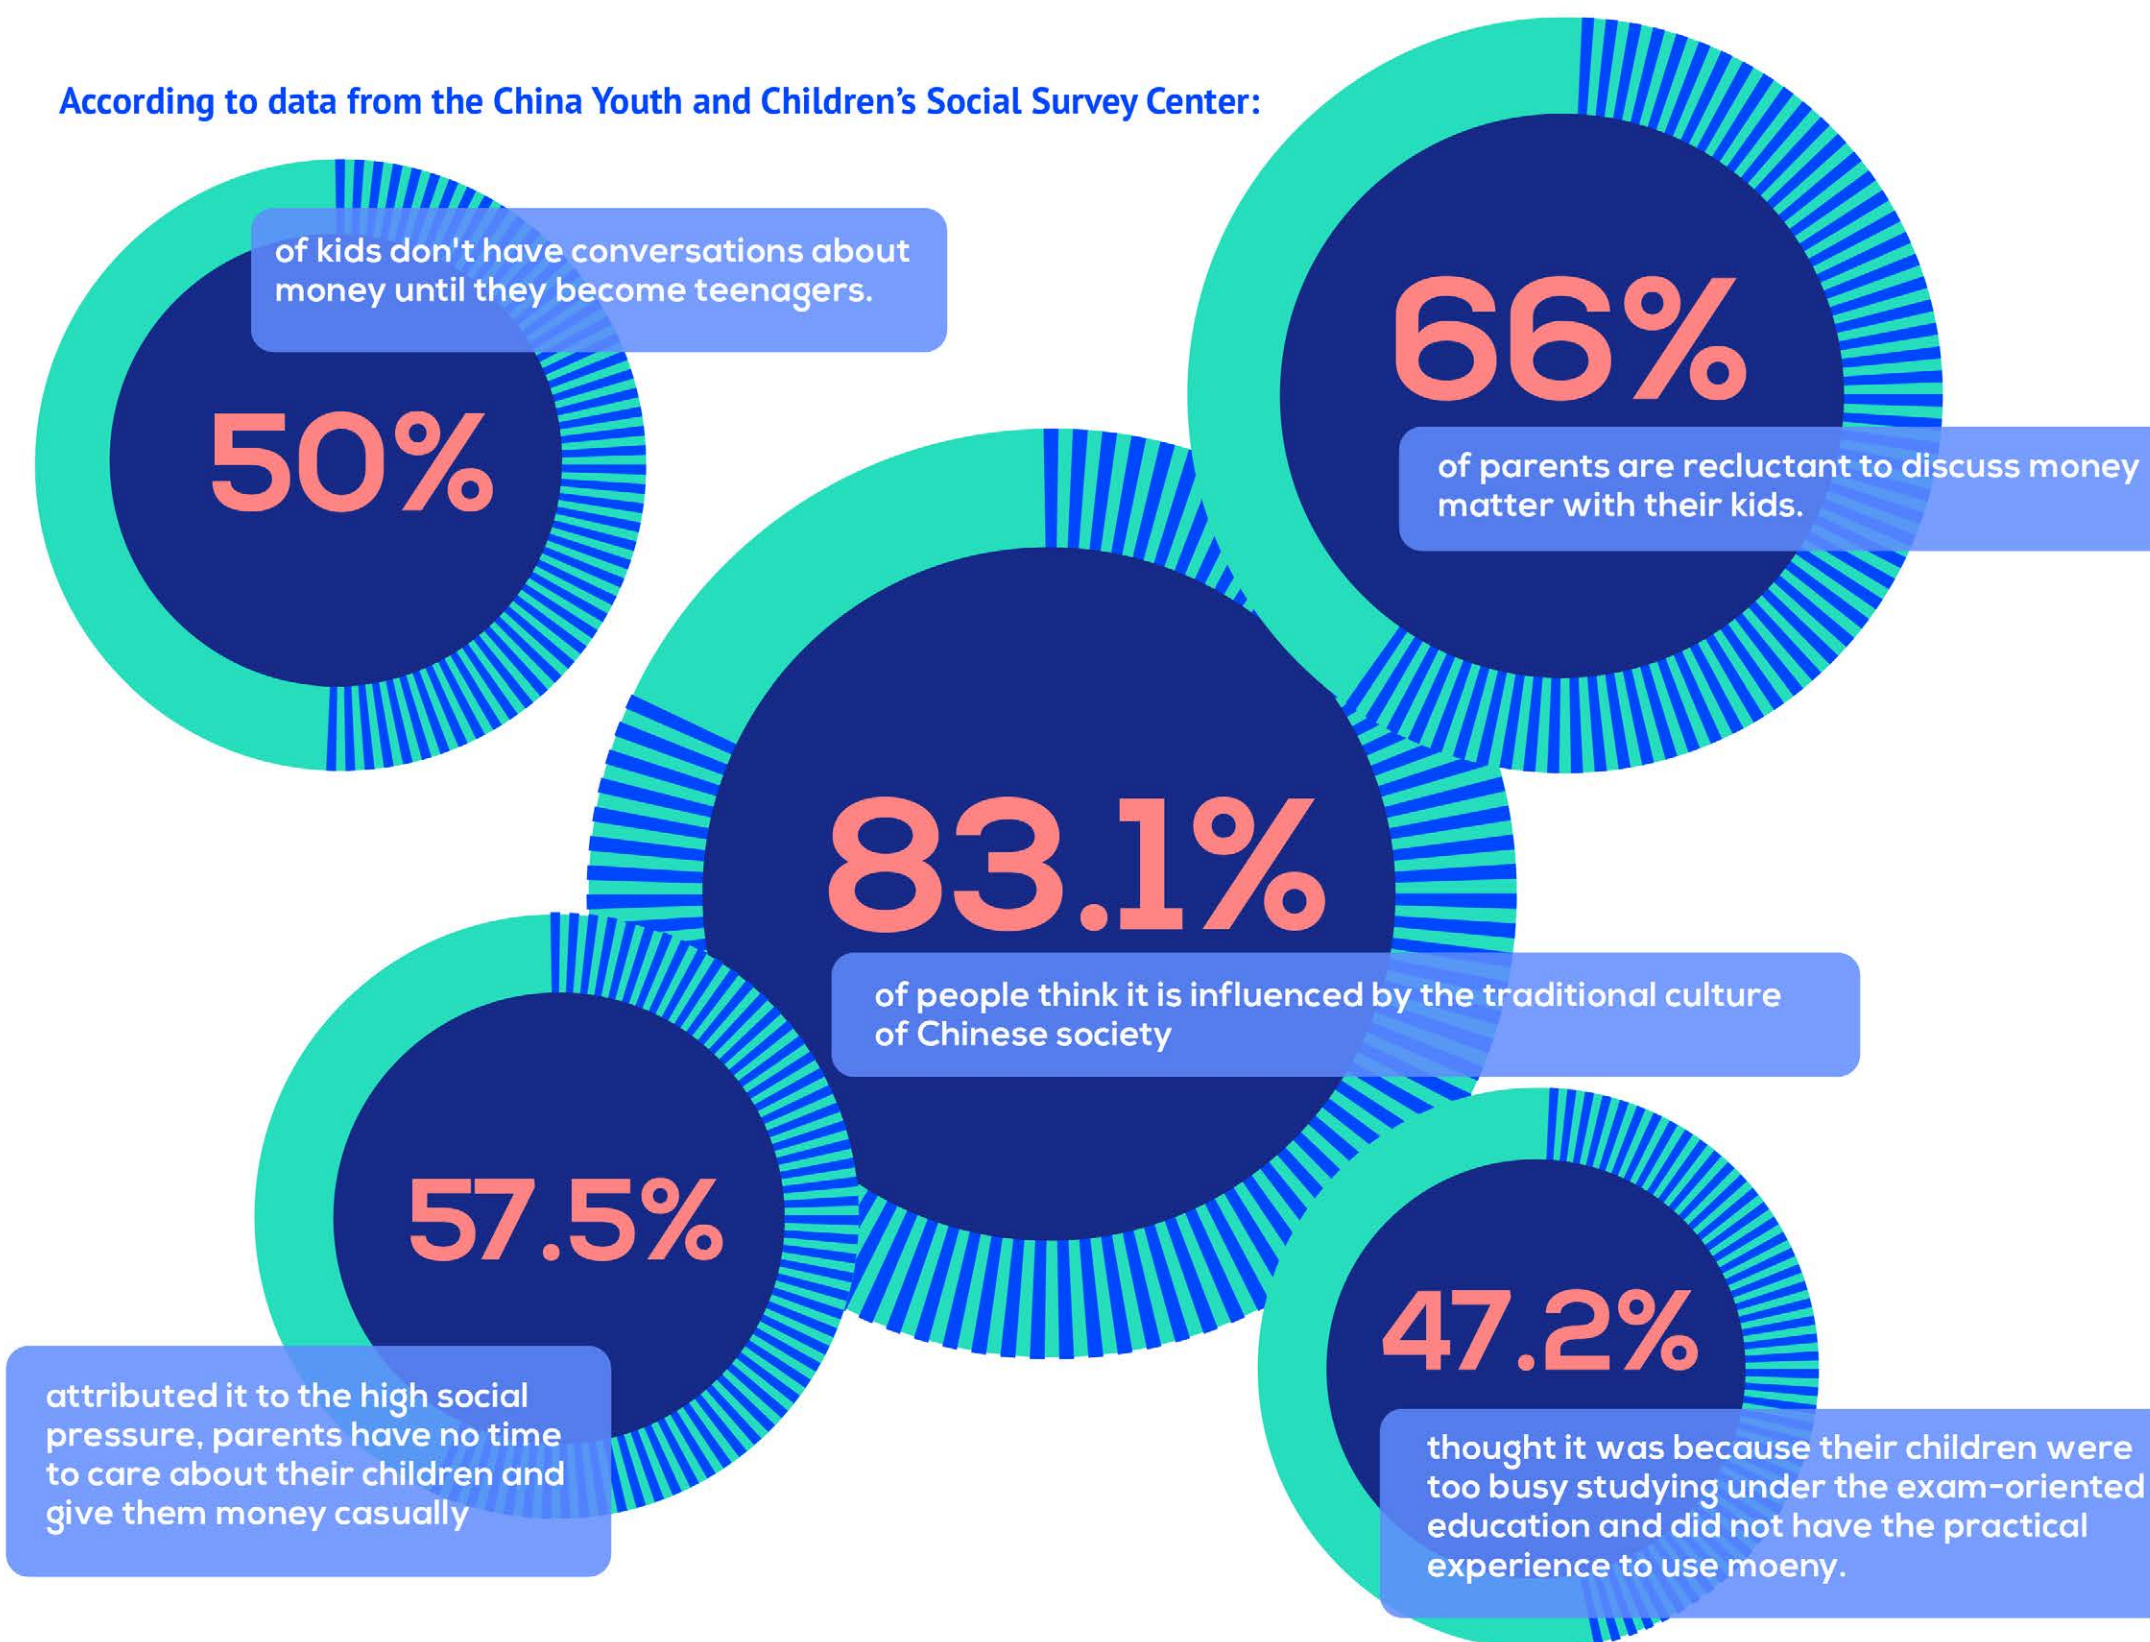 According to data from the China Youth and Children’s Social Survey Center:
of kids don't have conversations about
money until they become teenagers.
50%
66%
of parents are recluctant to discuss money
matter with their kids.
83.1%
of people think it is influenced by the traditional culture
of Chinese society
57.5%
attributed it to the high social
pressure, parents have no time
to care about their children and
give them money casually
47.2%
thought it was because their children were
too busy studying under the exam-oriented
education and did not have the practical
experience to use moeny.